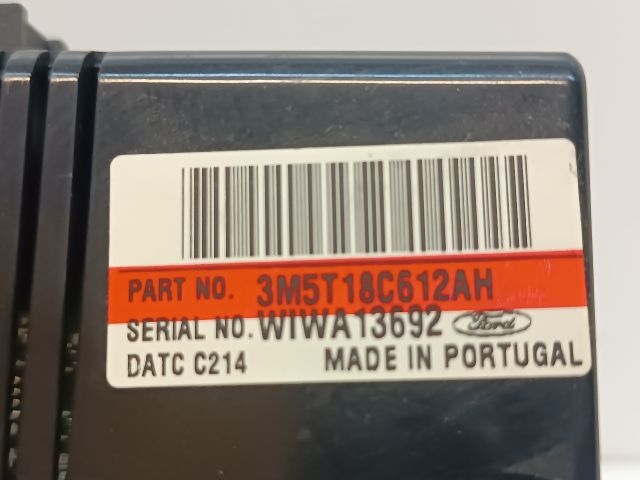 PART NO. 3M5T18C612AH
SERIAL NO. WIWA13692 Ford
DATC C214 MADE IN PORTUGAL